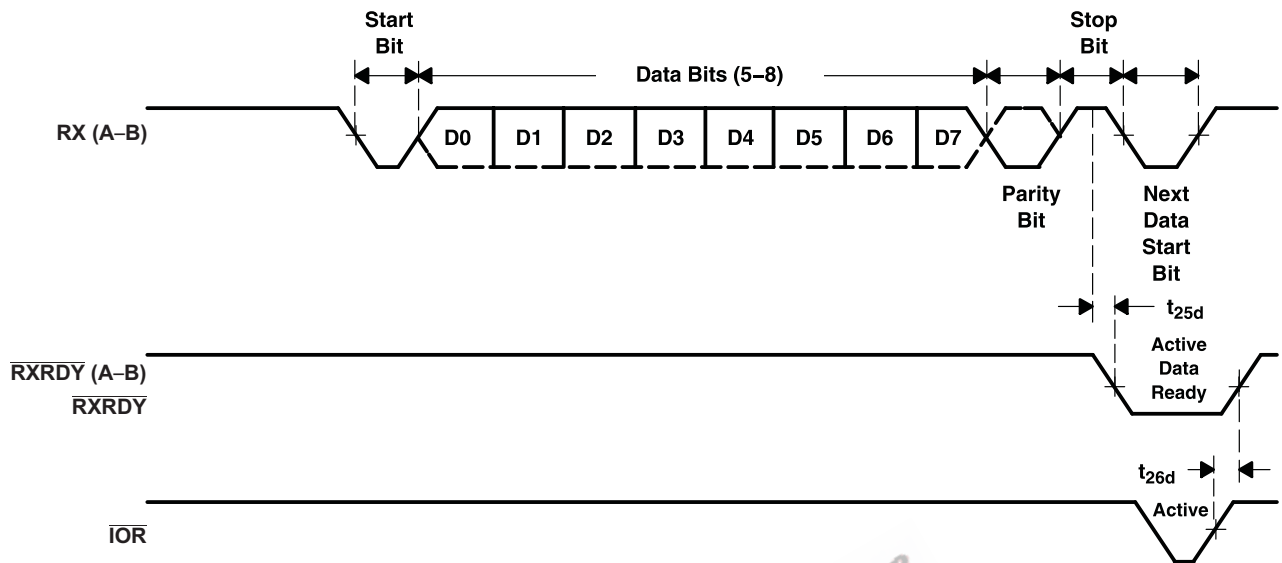 Start
Bit
Data Bits (5–8)
Stop
Bit
RX (A–B)
D0 D1 D2 D3 D4 D5 D6 D7
Parity
Bit
Next
Data
Start
Bit
t25d
RXRDY (A–B)
RXRDY
Active
Data
Ready
t26d
IOR
Active